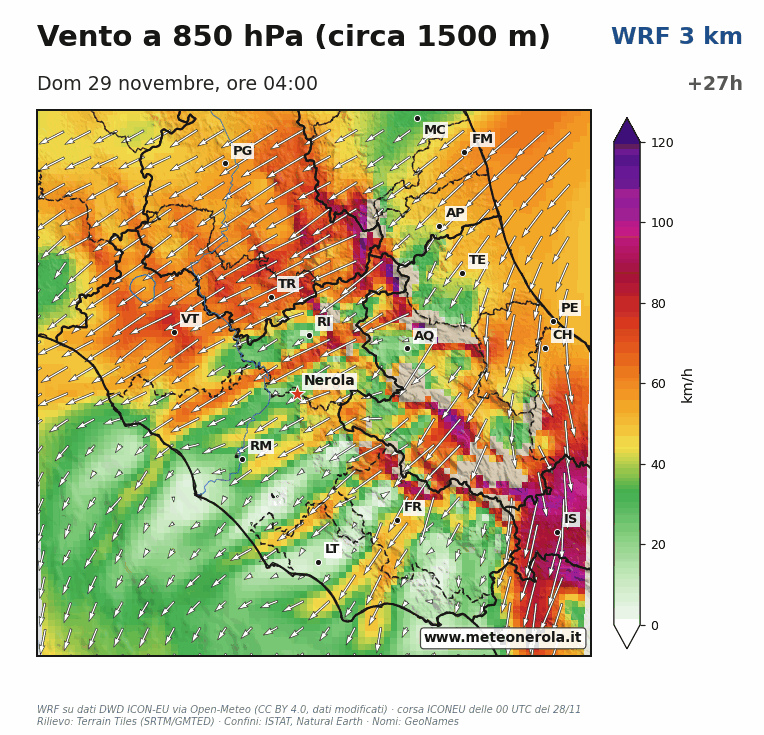 Vento a 850 hPa (circa 1500 m)
WRF 3 km
Dom 29 novembre, ore 04:00
+27h
MC
FM
PG
AP
TE
TR
PE
VT
RI
AQ
CH
Nerola
RM
FR
IS
LT
www.meteonerola.it
120
100
80
60
40
20
0
km/h
WRF su dati DWD ICON-EU via Open-Meteo (CC BY 4.0, dati modificati) · corsa ICONEU delle 00 UTC del 28/11
Rilievo: Terrain Tiles (SRTM/GMTED) · Confini: ISTAT, Natural Earth · Nomi: GeoNames